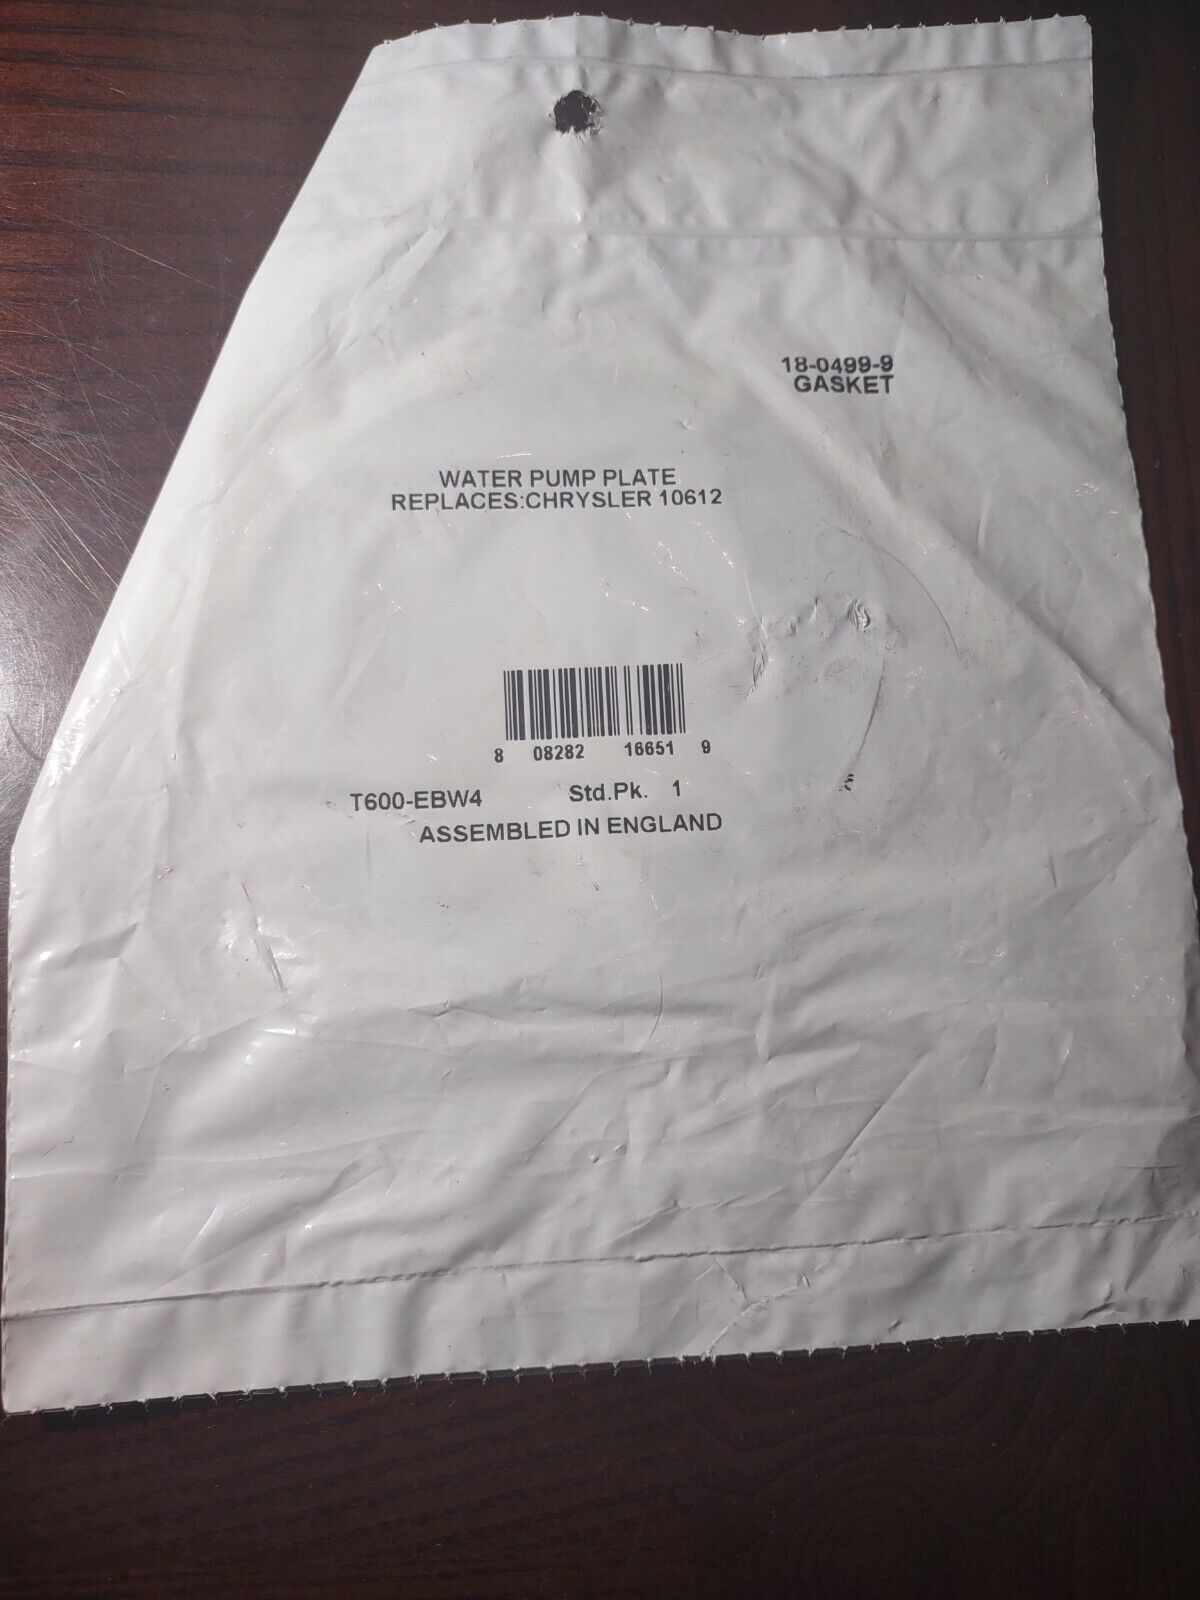 18-0499-9
GASKET
WATER PUMP PLATE
REPLACES:CHRYSLER 10612
8 08282 16651 9
T600-EBW4 Std.Pk. 1
ASSEMBLED IN ENGLAND